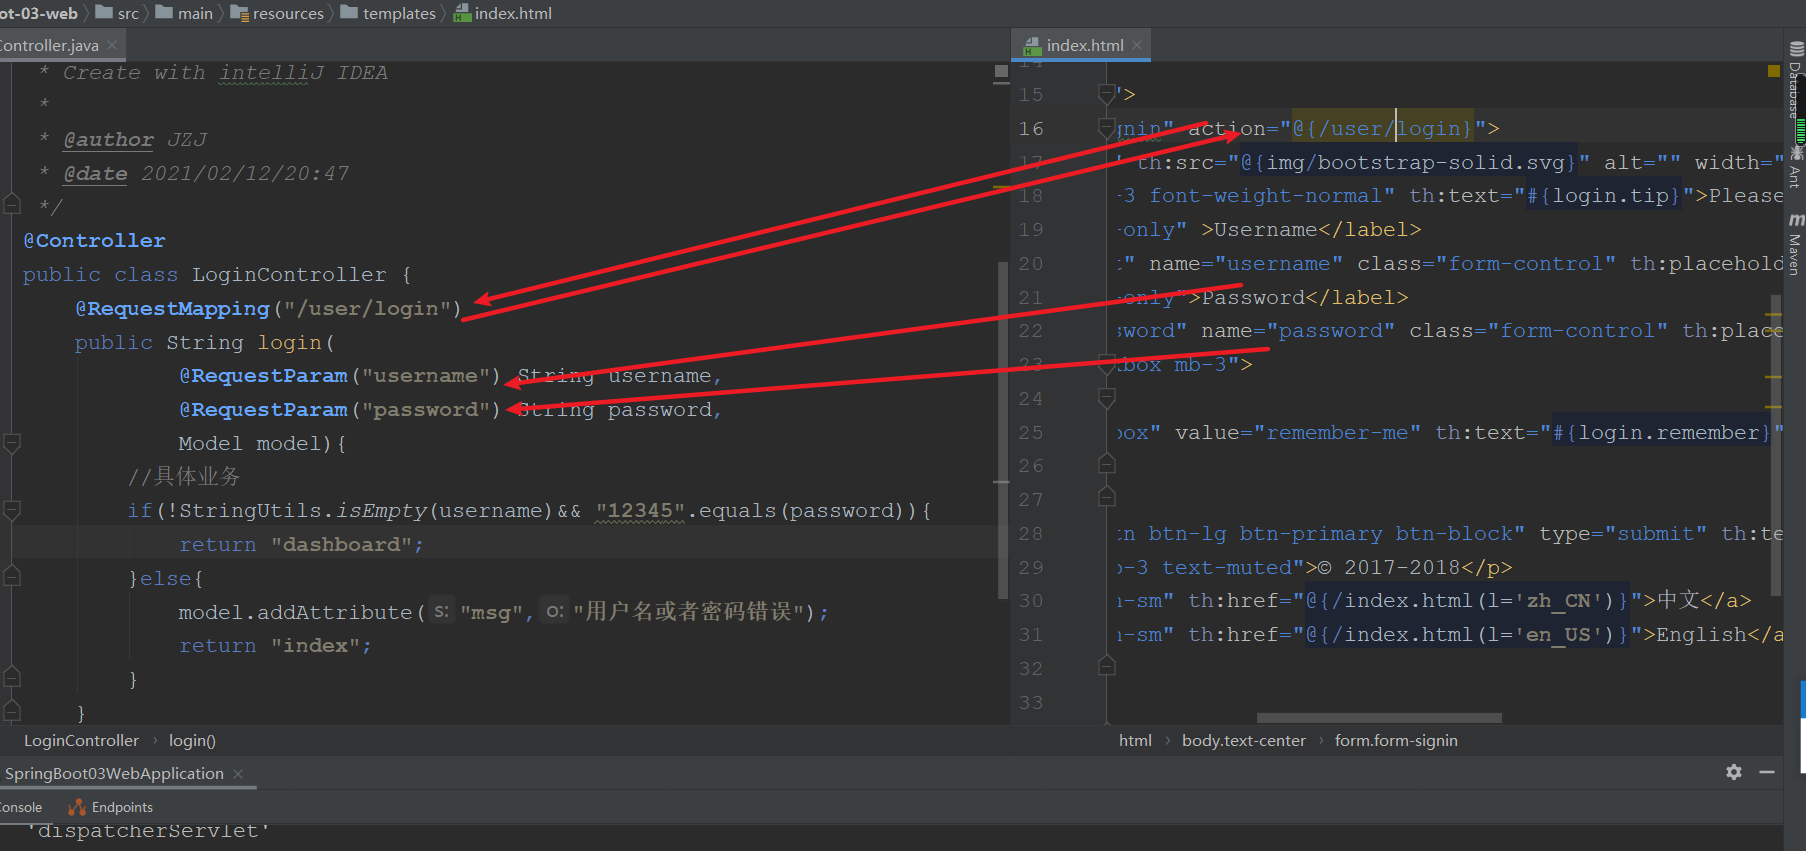 ot-03-web src main resources templates index.html
Controller.java
* Create with intelliJ IDEA
*
* @author JZJ
* @date 2021/02/12/20:47
*/
@Controller
public class LoginController {
@RequestMapping("/user/login")
public String login(
@RequestParam("username") String username,
@RequestParam("password") String password,
Model model){
//具体业务
if(!StringUtils.isEmpty(username)&& "12345".equals(password)){
return "dashboard";
}else{
model.addAttribute( s: "msg", o: "用户名或者密码错误");
return "index";
}
}
LoginController › login()
index.html
14
15 '>
16 gnin" action="@{/user/login}">
17 " th:src="@{img/bootstrap-solid.svg}" alt="" width="
18 -3 font-weight-normal" th:text="#{login.tip}">Please
19 -only" >Username</label>
20 t" name="username" class="form-control" th:placehold
21 -only">Password</label>
22 sword" name="password" class="form-control" th:place
23 kbox mb-3">
24
25 box" value="remember-me" th:text="#{login.remember}"
26
27
28 tn btn-lg btn-primary btn-block" type="submit" th:te
29 b-3 text-muted">© 2017-2018</p>
30 n-sm" th:href="@{/index.html(l='zh_CN')}">中文</a>
31 n-sm" th:href="@{/index.html(l='en_US')}">English</a
32
33
html › body.text-center › form.form-signin
Database
Ant
m Maven
SpringBoot03WebApplication
Console Endpoints
'dispatcherServlet'